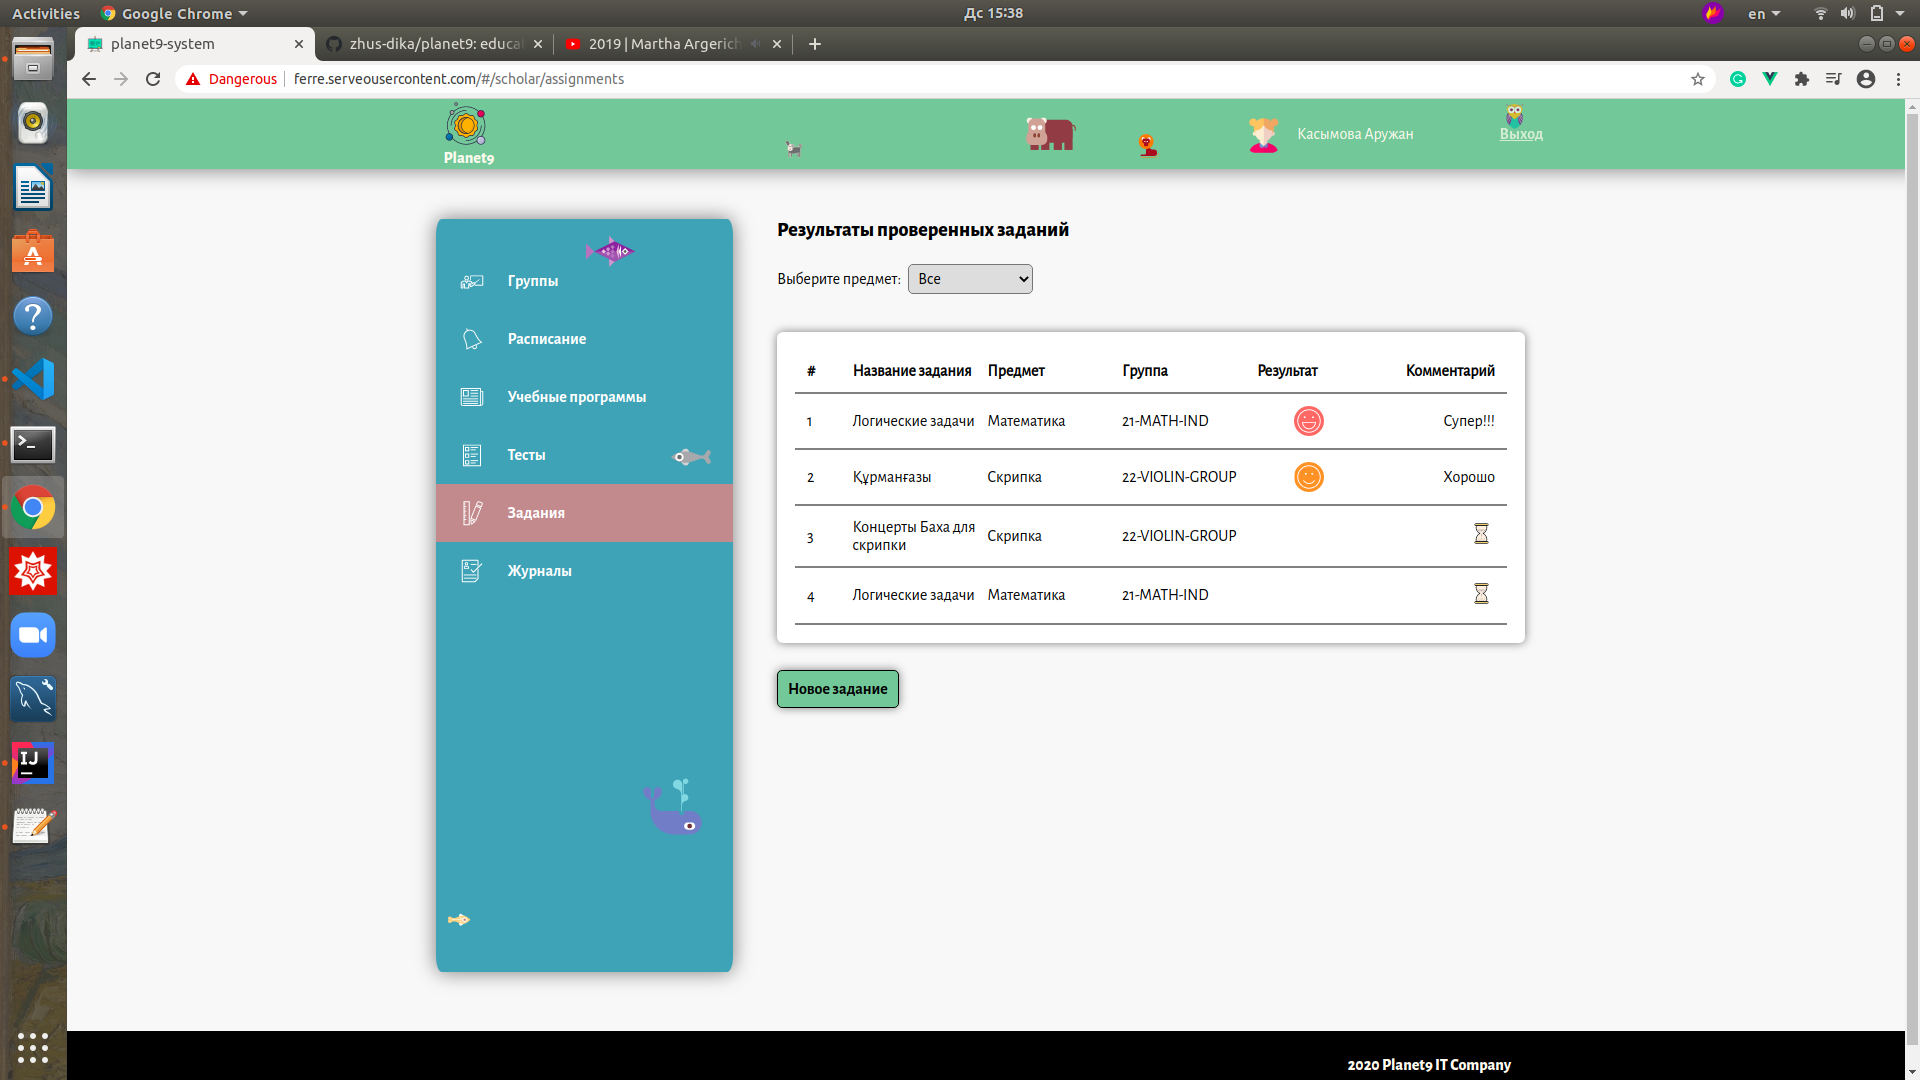 Activities
Google Chrome
Дс 15:38
en
planet9-system
zhus-dika/planet9: educa
2019 | Martha Argerich
Dangerous
ferre.serveousercontent.com/#/scholar/assignments
Planet9
Касымова Аружан
Выход
Группы
Расписание
Учебные программы
Тесты
Задания
Журналы
Результаты проверенных заданий
Выберите предмет: Все
# Название задания Предмет Группа Результат Комментарий
1 Логические задачи Математика 21-MATH-IND Супер!!!
2 Құрманғазы Скрипка 22-VIOLIN-GROUP Хорошо
3 Концерты Баха для скрипки Скрипка 22-VIOLIN-GROUP
4 Логические задачи Математика 21-MATH-IND
Новое задание
2020 Planet9 IT Company
IJ